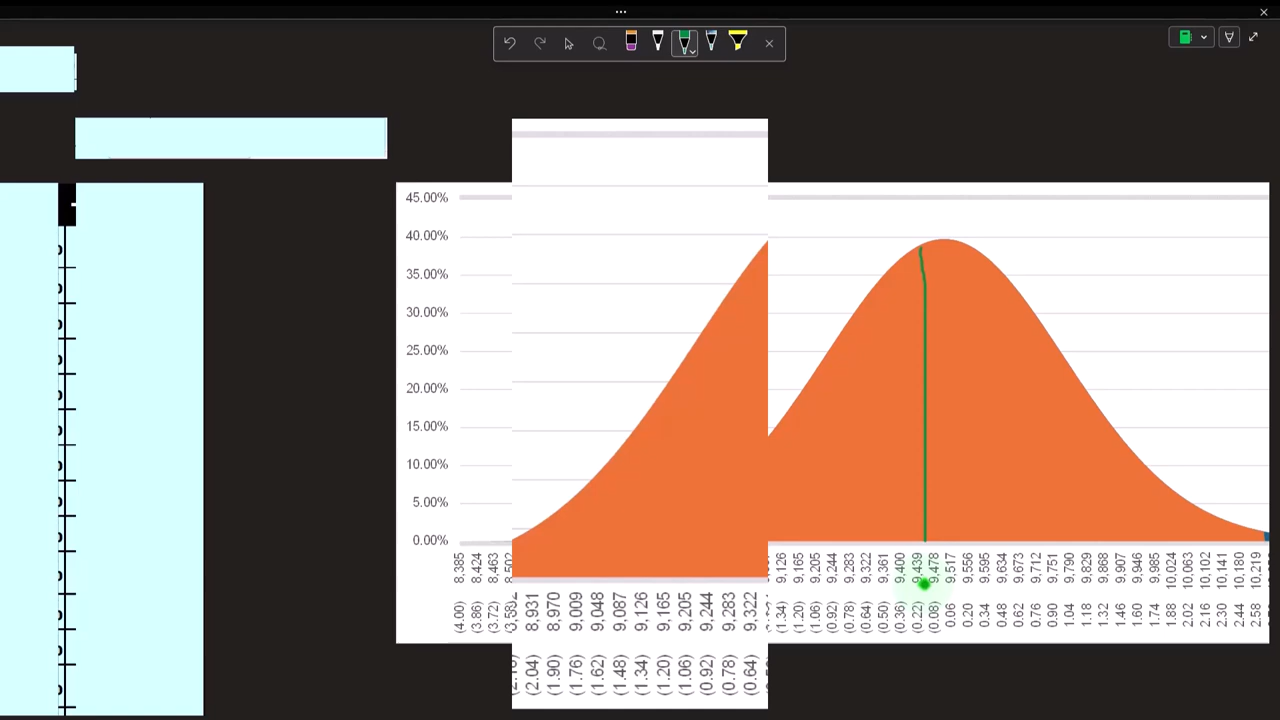 45.00%
40.00%
35.00%
30.00%
25.00%
20.00%
15.00%
10.00%
5.00%
0.00%
8,385 8,424 8,463 8,502
(4.00) (3.86) (3.72) (3.58)
8,931 8,970 9,009 9,048 9,087 9,126 9,165 9,205 9,244 9,283 9,322
(2.04) (1.90) (1.76) (1.62) (1.48) (1.34) (1.20) (1.06) (0.92) (0.78) (0.64)
9,126 9,165 9,205 9,244 9,283 9,322 9,361 9,400 9,439 9,478 9,517 9,556 9,595 9,634 9,673 9,712 9,751 9,790 9,829 9,868 9,907 9,946 9,985 10,024 10,063 10,102 10,141 10,180 10,219
(1.34) (1.20) (1.06) (0.92) (0.78) (0.64) (0.50) (0.36) (0.22) (0.08) 0.06 0.20 0.34 0.48 0.62 0.76 0.90 1.04 1.18 1.32 1.46 1.60 1.74 1.88 2.02 2.16 2.30 2.44 2.58